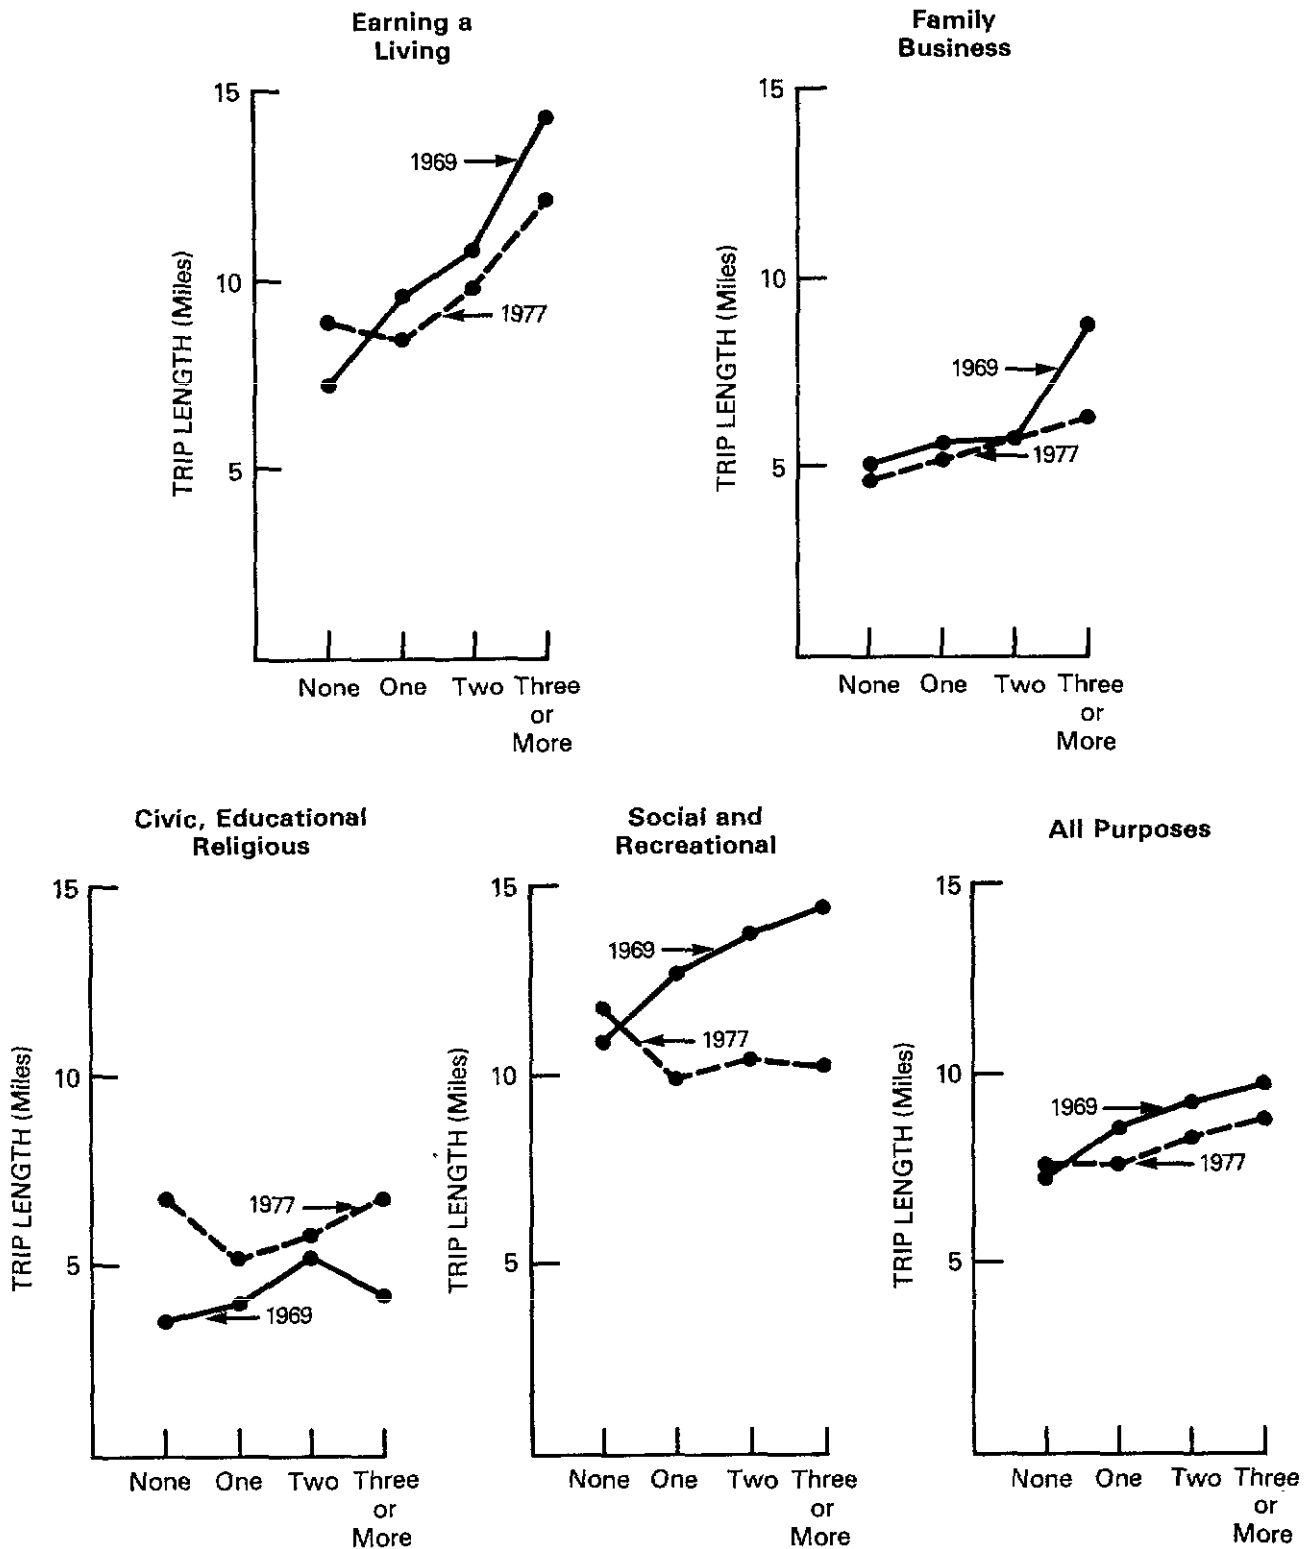 Earning a
Living
15
10
5
TRIP LENGTH (Miles)
1969
1977
None One Two Three
or
More
Family
Business
15
10
5
TRIP LENGTH (Miles)
1969
1977
None One Two Three
or
More
Civic, Educational
Religious
15
10
5
TRIP LENGTH (Miles)
1977
1969
None One Two Three
or
More
Social and
Recreational
15
10
5
TRIP LENGTH (Miles)
1969
1977
None One Two Three
or
More
All Purposes
15
10
5
TRIP LENGTH (Miles)
1969
1977
None One Two Three
or
More